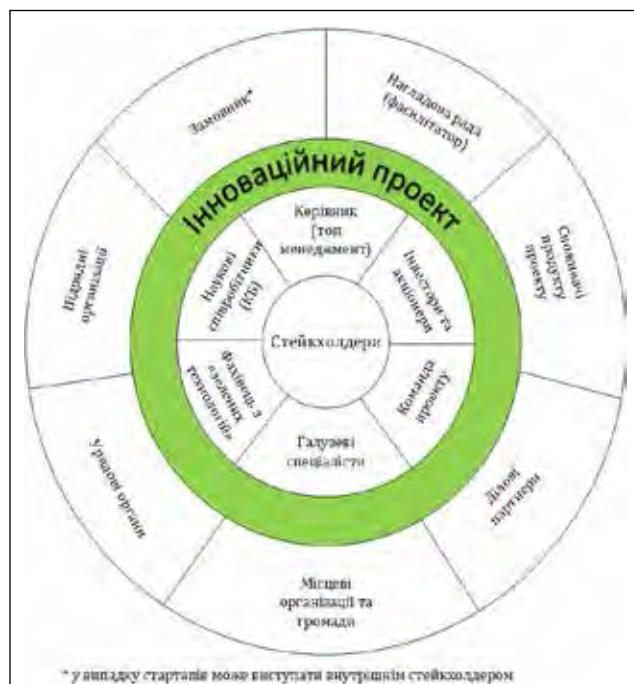 Замовник*
Наглядова рада
(фасилітатор)
Споживачі
продукту
проекту
Ділові
партнери
Місцеві
організації та
громади
Урядові органи
Підрядні
організації
Інноваційний проект
Керівник
(топ
менеджмент)
Інвестори та
акціонери
Команда
проекту
Галузеві
спеціалісти
Фахівець з
«зелених
технологій»
Наукові
співробітники
(КБ)
Стейкхолдери
* у випадку стартапів може виступати внутрішнім стейкхолдером